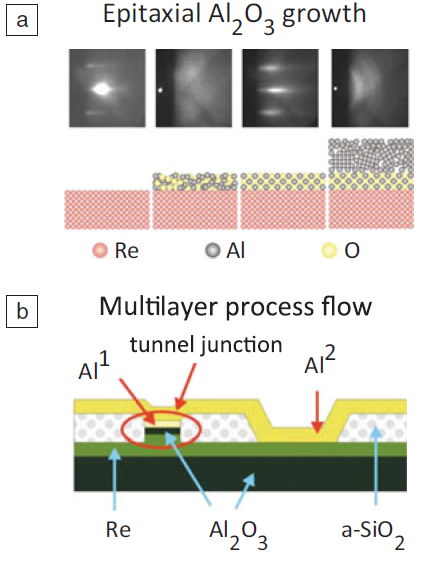 a
Epitaxial Al₂O₃ growth
Re
Al
O
b
Multilayer process flow
tunnel junction
Al¹
Al²
Re
Al₂O₃
a-SiO₂